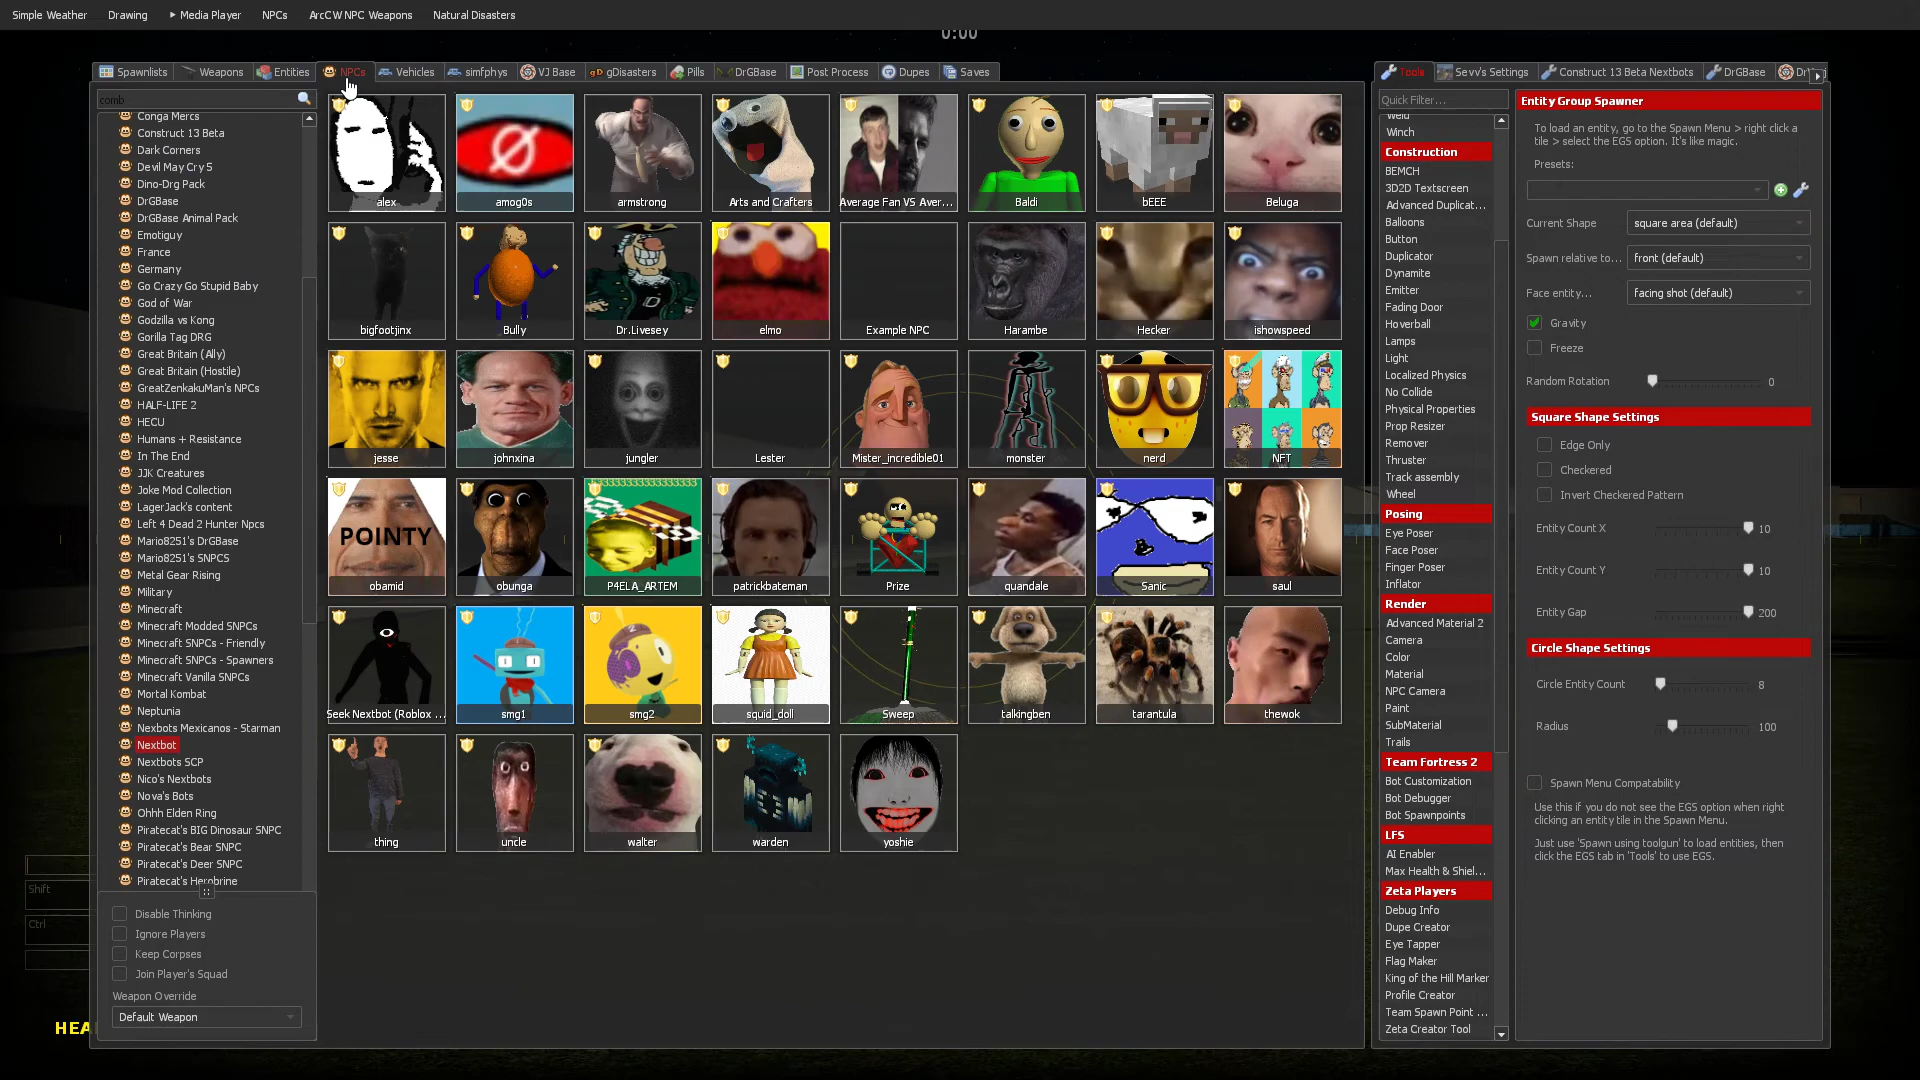 Simple Weather
Drawing
Media Player
NPCs
ArcCW NPC Weapons
Natural Disasters
0:00
Spawnlists
Weapons
Entities
NPCs
Vehicles
simfphys
VJ Base
gDisasters
Pills
DrGBase
Post Process
Dupes
Saves
Tools
Sevv's Settings
Construct 13 Beta Nextbots
DrGBase
comb
Conga Mercs
Construct 13 Beta
Dark Corners
Devil May Cry 5
Dino-Drg Pack
DrGBase
DrGBase Animal Pack
Emotiguy
France
Germany
Go Crazy Go Stupid Baby
God of War
Godzilla vs Kong
Gorilla Tag DRG
Great Britain (Ally)
Great Britain (Hostile)
GreatZenkakuMan's NPCs
HALF-LIFE 2
HECU
Humans + Resistance
In The End
JJK Creatures
Joke Mod Collection
LagerJack's content
Left 4 Dead 2 Hunter Npcs
Mario8251's DrGBase
Mario8251's SNPCS
Metal Gear Rising
Military
Minecraft
Minecraft Modded SNPCs
Minecraft SNPCs - Friendly
Minecraft SNPCs - Spawners
Minecraft Vanilla SNPCs
Mortal Kombat
Neptunia
Nexbots Mexicanos - Starman
Nextbot
Nextbots SCP
Nico's Nextbots
Nova's Bots
Ohhh Elden Ring
Piratecat's BIG Dinosaur SNPC
Piratecat's Bear SNPC
Piratecat's Deer SNPC
Piratecat's Herobrine
Disable Thinking
Ignore Players
Keep Corpses
Join Player's Squad
Weapon Override
Default Weapon
Shift
Ctrl
HEA
alex
amog0s
armstrong
Arts and Crafters
Average Fan VS Aver...
Baldi
bEEE
Beluga
bigfootjinx
Bully
Dr.Livesey
elmo
Example NPC
Harambe
Hecker
ishowspeed
jesse
johnxina
jungler
Lester
Mister_incredible01
monster
nerd
NFT
POINTY
obamid
obunga
P4ELA_ARTEM
patrickbateman
Prize
quandale
Sanic
saul
Seek Nextbot (Roblox ...
smg1
smg2
squid_doll
Sweep
talkingben
tarantula
thewok
thing
uncle
walter
warden
yoshie
Quick Filter...
Weld
Winch
Construction
BEMCH
3D2D Textscreen
Advanced Duplicat...
Balloons
Button
Duplicator
Dynamite
Emitter
Fading Door
Hoverball
Lamps
Light
Localized Physics
No Collide
Physical Properties
Prop Resizer
Remover
Thruster
Track assembly
Wheel
Posing
Eye Poser
Face Poser
Finger Poser
Inflator
Render
Advanced Material 2
Camera
Color
Material
NPC Camera
Paint
SubMaterial
Trails
Team Fortress 2
Bot Customization
Bot Debugger
Bot Spawnpoints
LFS
AI Enabler
Max Health & Shiel...
Zeta Players
Debug Info
Dupe Creator
Eye Tapper
Flag Maker
King of the Hill Marker
Profile Creator
Team Spawn Point ...
Zeta Creator Tool
Entity Group Spawner
To load an entity, go to the Spawn Menu > right click a
tile > select the EGS option. It's like magic.
Presets:
Current Shape
square area (default)
Spawn relative to...
front (default)
Face entity...
facing shot (default)
Gravity
Freeze
Random Rotation
0
Square Shape Settings
Edge Only
Checkered
Invert Checkered Pattern
Entity Count X
10
Entity Count Y
10
Entity Gap
200
Circle Shape Settings
Circle Entity Count
8
Radius
100
Spawn Menu Compatability
Use this if you do not see the EGS option when right
clicking an entity tile in the Spawn Menu.
Just use 'Spawn using toolgun' to load entities, then
click the EGS tab in 'Tools' to use EGS.